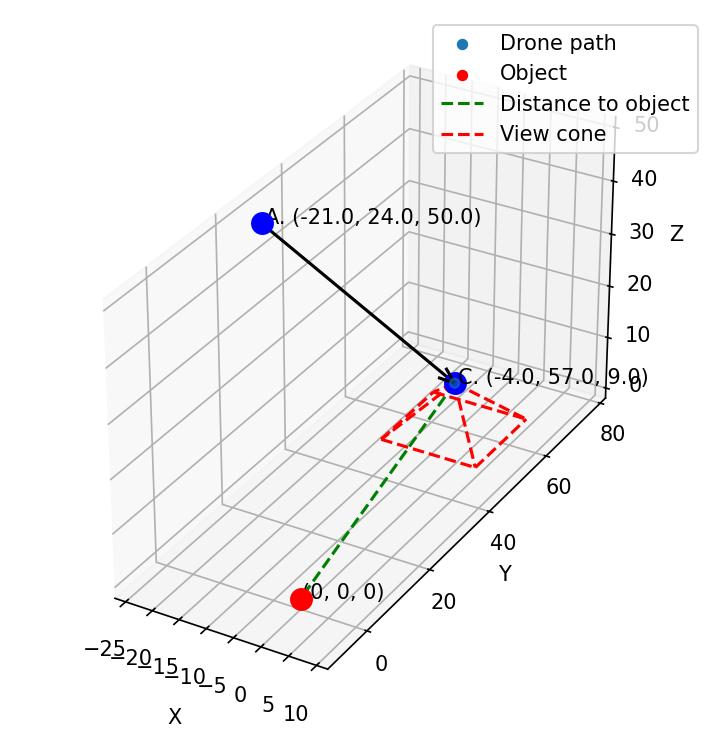 Drone path
Object
Distance to object
View cone
50
40
30 Z
20
10
0
A. (-21.0, 24.0, 50.0)
C. (-4.0, 57.0, 9.0)
(0, 0, 0)
80
60
40
Y
20
0
−25
−20
−15
−10
−5
0
5
10
X